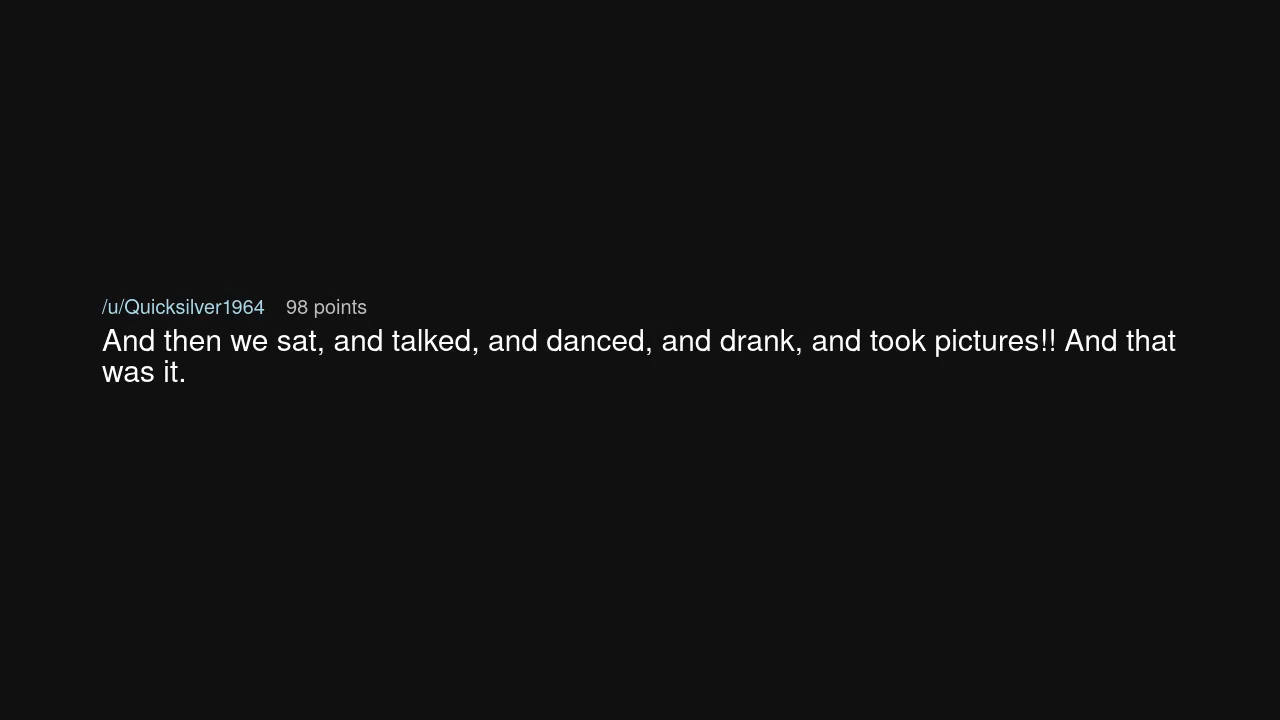 /u/Quicksilver1964 98 points
And then we sat, and talked, and danced, and drank, and took pictures!! And that
was it.